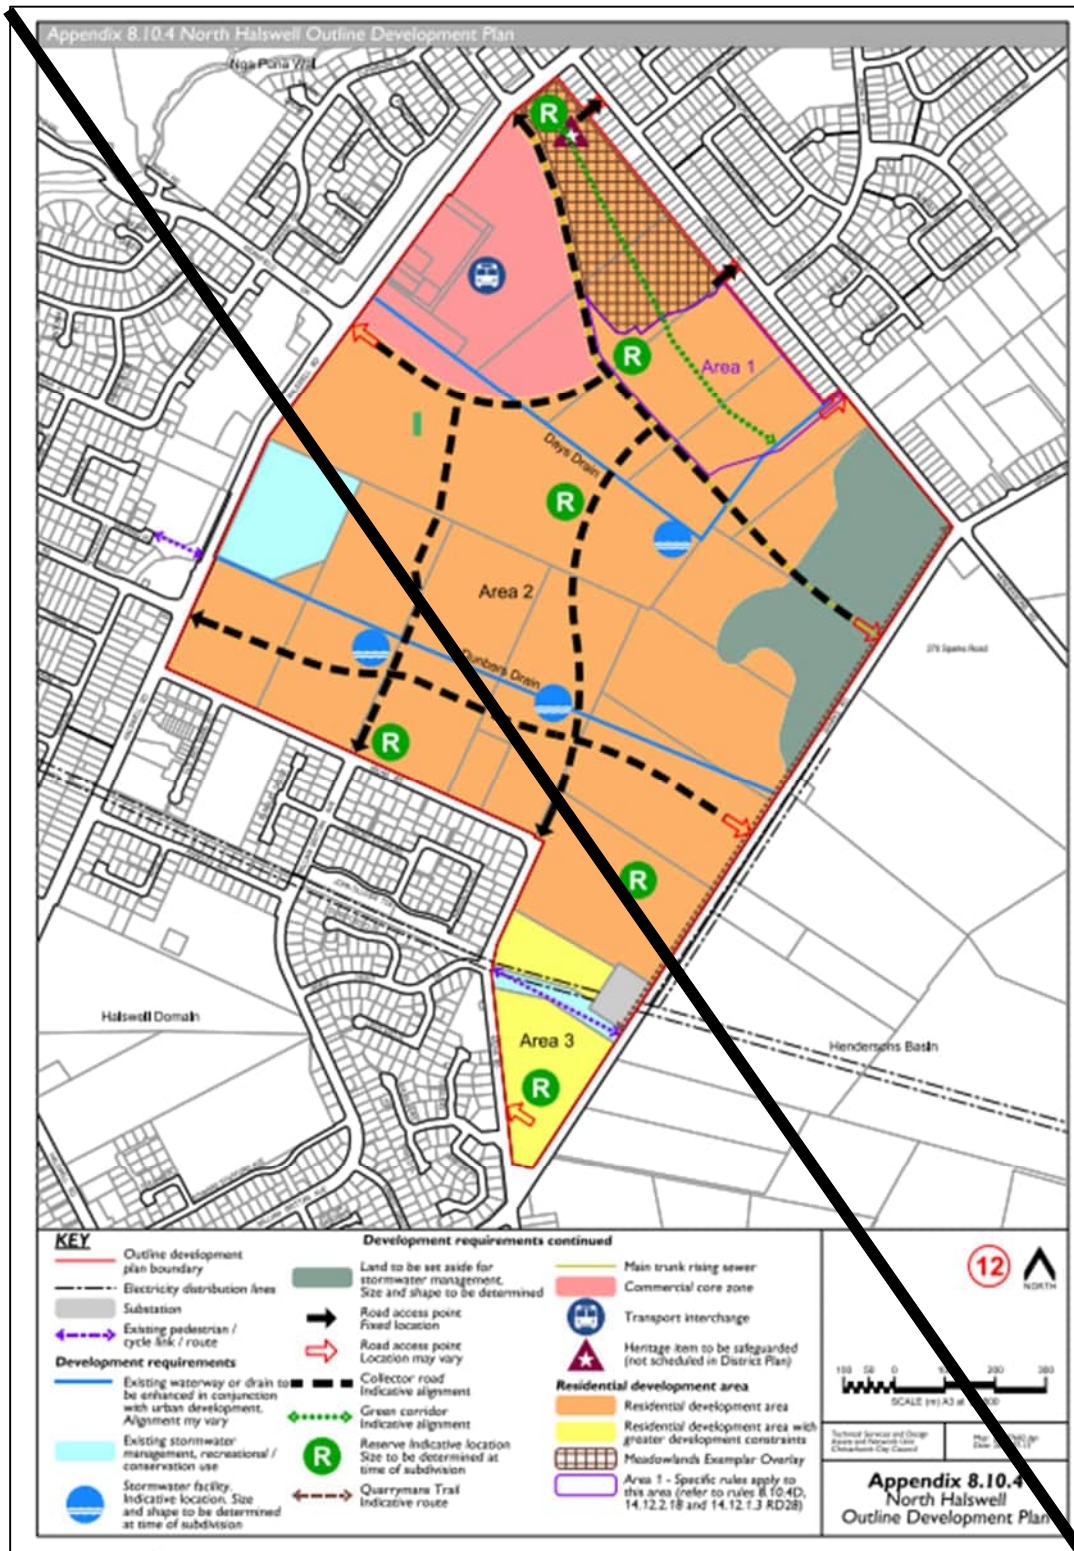 Appendix 8.10.4 North Halswell Outline Development Plan
Nga Puna Wai
R
Area 1
R
Days Drain
R
Area 2
Dunbars Drain
R
R
Halswell Domain
Area 3
R
Hendersons Basin
KEY
Outline development
plan boundary
Electricity distribution lines
Substation
Existing pedestrian /
cycle link / route
Development requirements
Existing waterway or drain to
be enhanced in conjunction
with urban development.
Alignment my vary
Existing stormwater
management, recreational /
conservation use
Stormwater facility.
Indicative location. Size
and shape to be determined
at time of subdivision
Development requirements continued
Land to be set aside for
stormwater management.
Size and shape to be determined
Road access point
Fixed location
Road access point
Location may vary
Collector road
Indicative alignment
Green corridor
Indicative alignment
R
Reserve Indicative location
Size to be determined at
time of subdivision
Quarrymans Trail
Indicative route
Main trunk rising sewer
Commercial core zone
Transport interchange
Heritage item to be safeguarded
(not scheduled in District Plan)
Residential development area
Residential development area
Residential development area with
greater development constraints
Meadowlands Exemplar Overlay
Area 1 - Specific rules apply to
this area (refer to rules 8.10.4D,
14.12.2.18 and 14.12.1.3 RD28)
12
NORTH
100 50 0 200 300
SCALE (m) A3 at
Appendix 8.10.4
North Halswell
Outline Development Plan